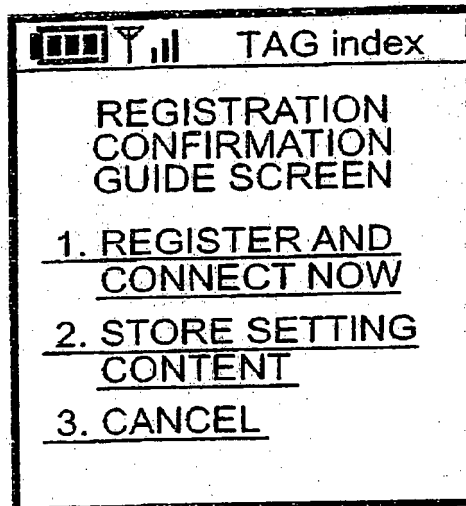 TAG index
REGISTRATION
CONFIRMATION
GUIDE SCREEN
1. REGISTER AND
CONNECT NOW
2. STORE SETTING
CONTENT
3. CANCEL